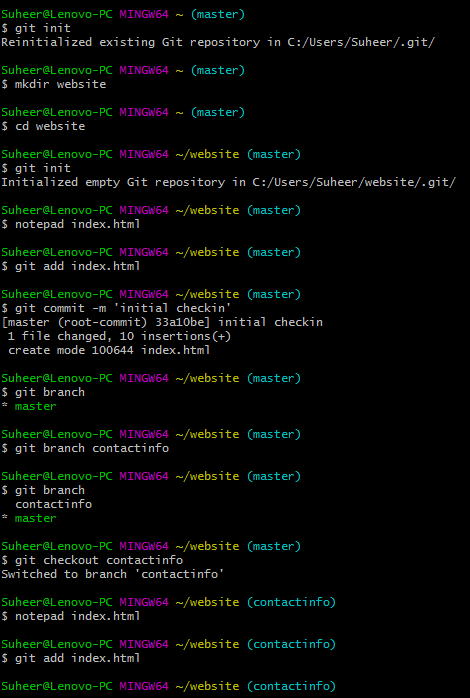 Suheer@Lenovo-PC MINGW64 ~ (master)
$ git init
Reinitialized existing Git repository in C:/Users/Suheer/.git/
Suheer@Lenovo-PC MINGW64 ~ (master)
$ mkdir website
Suheer@Lenovo-PC MINGW64 ~ (master)
$ cd website
Suheer@Lenovo-PC MINGW64 ~/website (master)
$ git init
Initialized empty Git repository in C:/Users/Suheer/website/.git/
Suheer@Lenovo-PC MINGW64 ~/website (master)
$ notepad index.html
Suheer@Lenovo-PC MINGW64 ~/website (master)
$ git add index.html
Suheer@Lenovo-PC MINGW64 ~/website (master)
$ git commit -m 'initial checkin'
[master (root-commit) 33a10be] initial checkin
 1 file changed, 10 insertions(+)
 create mode 100644 index.html
Suheer@Lenovo-PC MINGW64 ~/website (master)
$ git branch
* master
Suheer@Lenovo-PC MINGW64 ~/website (master)
$ git branch contactinfo
Suheer@Lenovo-PC MINGW64 ~/website (master)
$ git branch
  contactinfo
* master
Suheer@Lenovo-PC MINGW64 ~/website (master)
$ git checkout contactinfo
Switched to branch 'contactinfo'
Suheer@Lenovo-PC MINGW64 ~/website (contactinfo)
$ notepad index.html
Suheer@Lenovo-PC MINGW64 ~/website (contactinfo)
$ git add index.html
Suheer@Lenovo-PC MINGW64 ~/website (contactinfo)